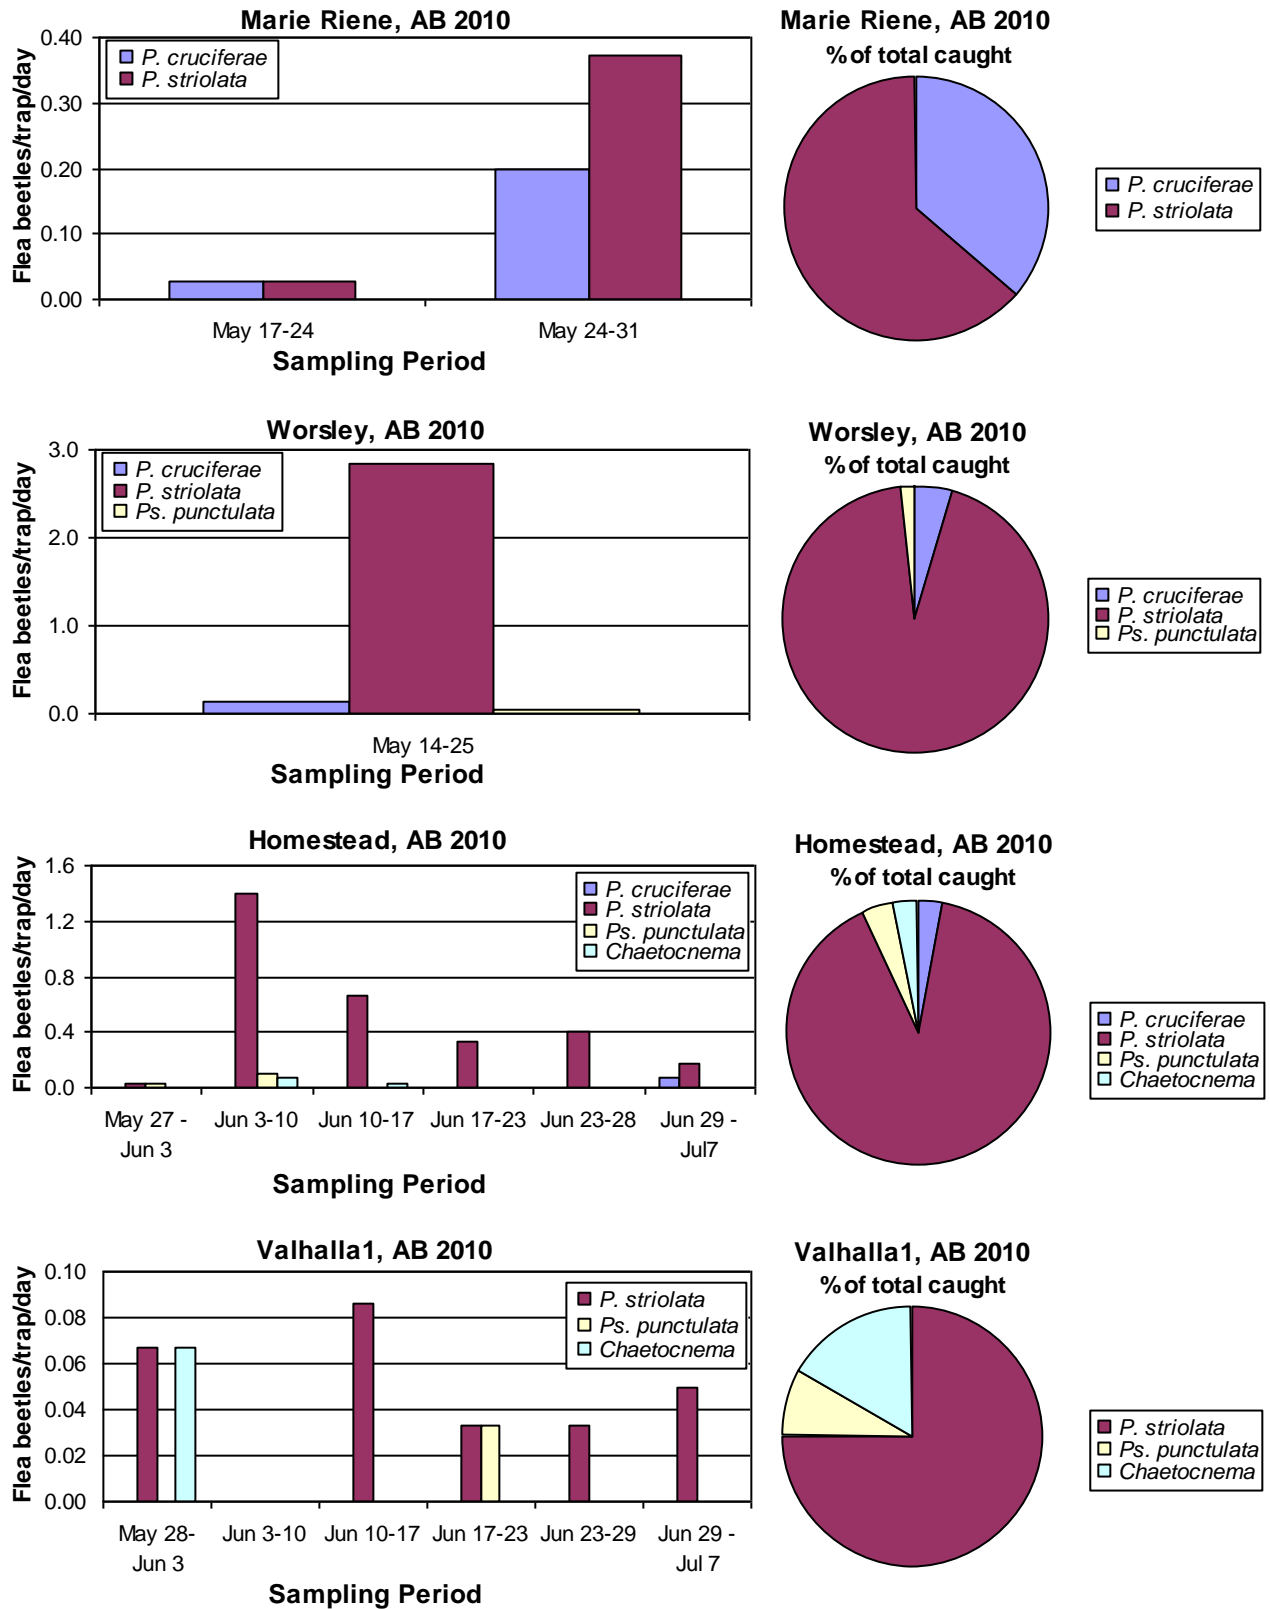 Marie Riene, AB 2010
Flea beetles/trap/day
0.40
0.30
0.20
0.10
0.00
P. cruciferae
P. striolata
May 17-24
May 24-31
Sampling Period
Marie Riene, AB 2010
% of total caught
P. cruciferae
P. striolata
Worsley, AB 2010
Flea beetles/trap/day
3.0
2.0
1.0
0.0
P. cruciferae
P. striolata
Ps. punctulata
May 14-25
Sampling Period
Worsley, AB 2010
% of total caught
P. cruciferae
P. striolata
Ps. punctulata
Homestead, AB 2010
Flea beetles/trap/day
1.6
1.2
0.8
0.4
0.0
P. cruciferae
P. striolata
Ps. punctulata
Chaetocnema
May 27 -
Jun 3
Jun 3-10
Jun 10-17
Jun 17-23
Jun 23-28
Jun 29 -
Jul7
Sampling Period
Homestead, AB 2010
% of total caught
P. cruciferae
P. striolata
Ps. punctulata
Chaetocnema
Valhalla1, AB 2010
Flea beetles/trap/day
0.10
0.08
0.06
0.04
0.02
0.00
P. striolata
Ps. punctulata
Chaetocnema
May 28-
Jun 3
Jun 3-10
Jun 10-17
Jun 17-23
Jun 23-29
Jun 29 -
Jul 7
Sampling Period
Valhalla1, AB 2010
% of total caught
P. striolata
Ps. punctulata
Chaetocnema